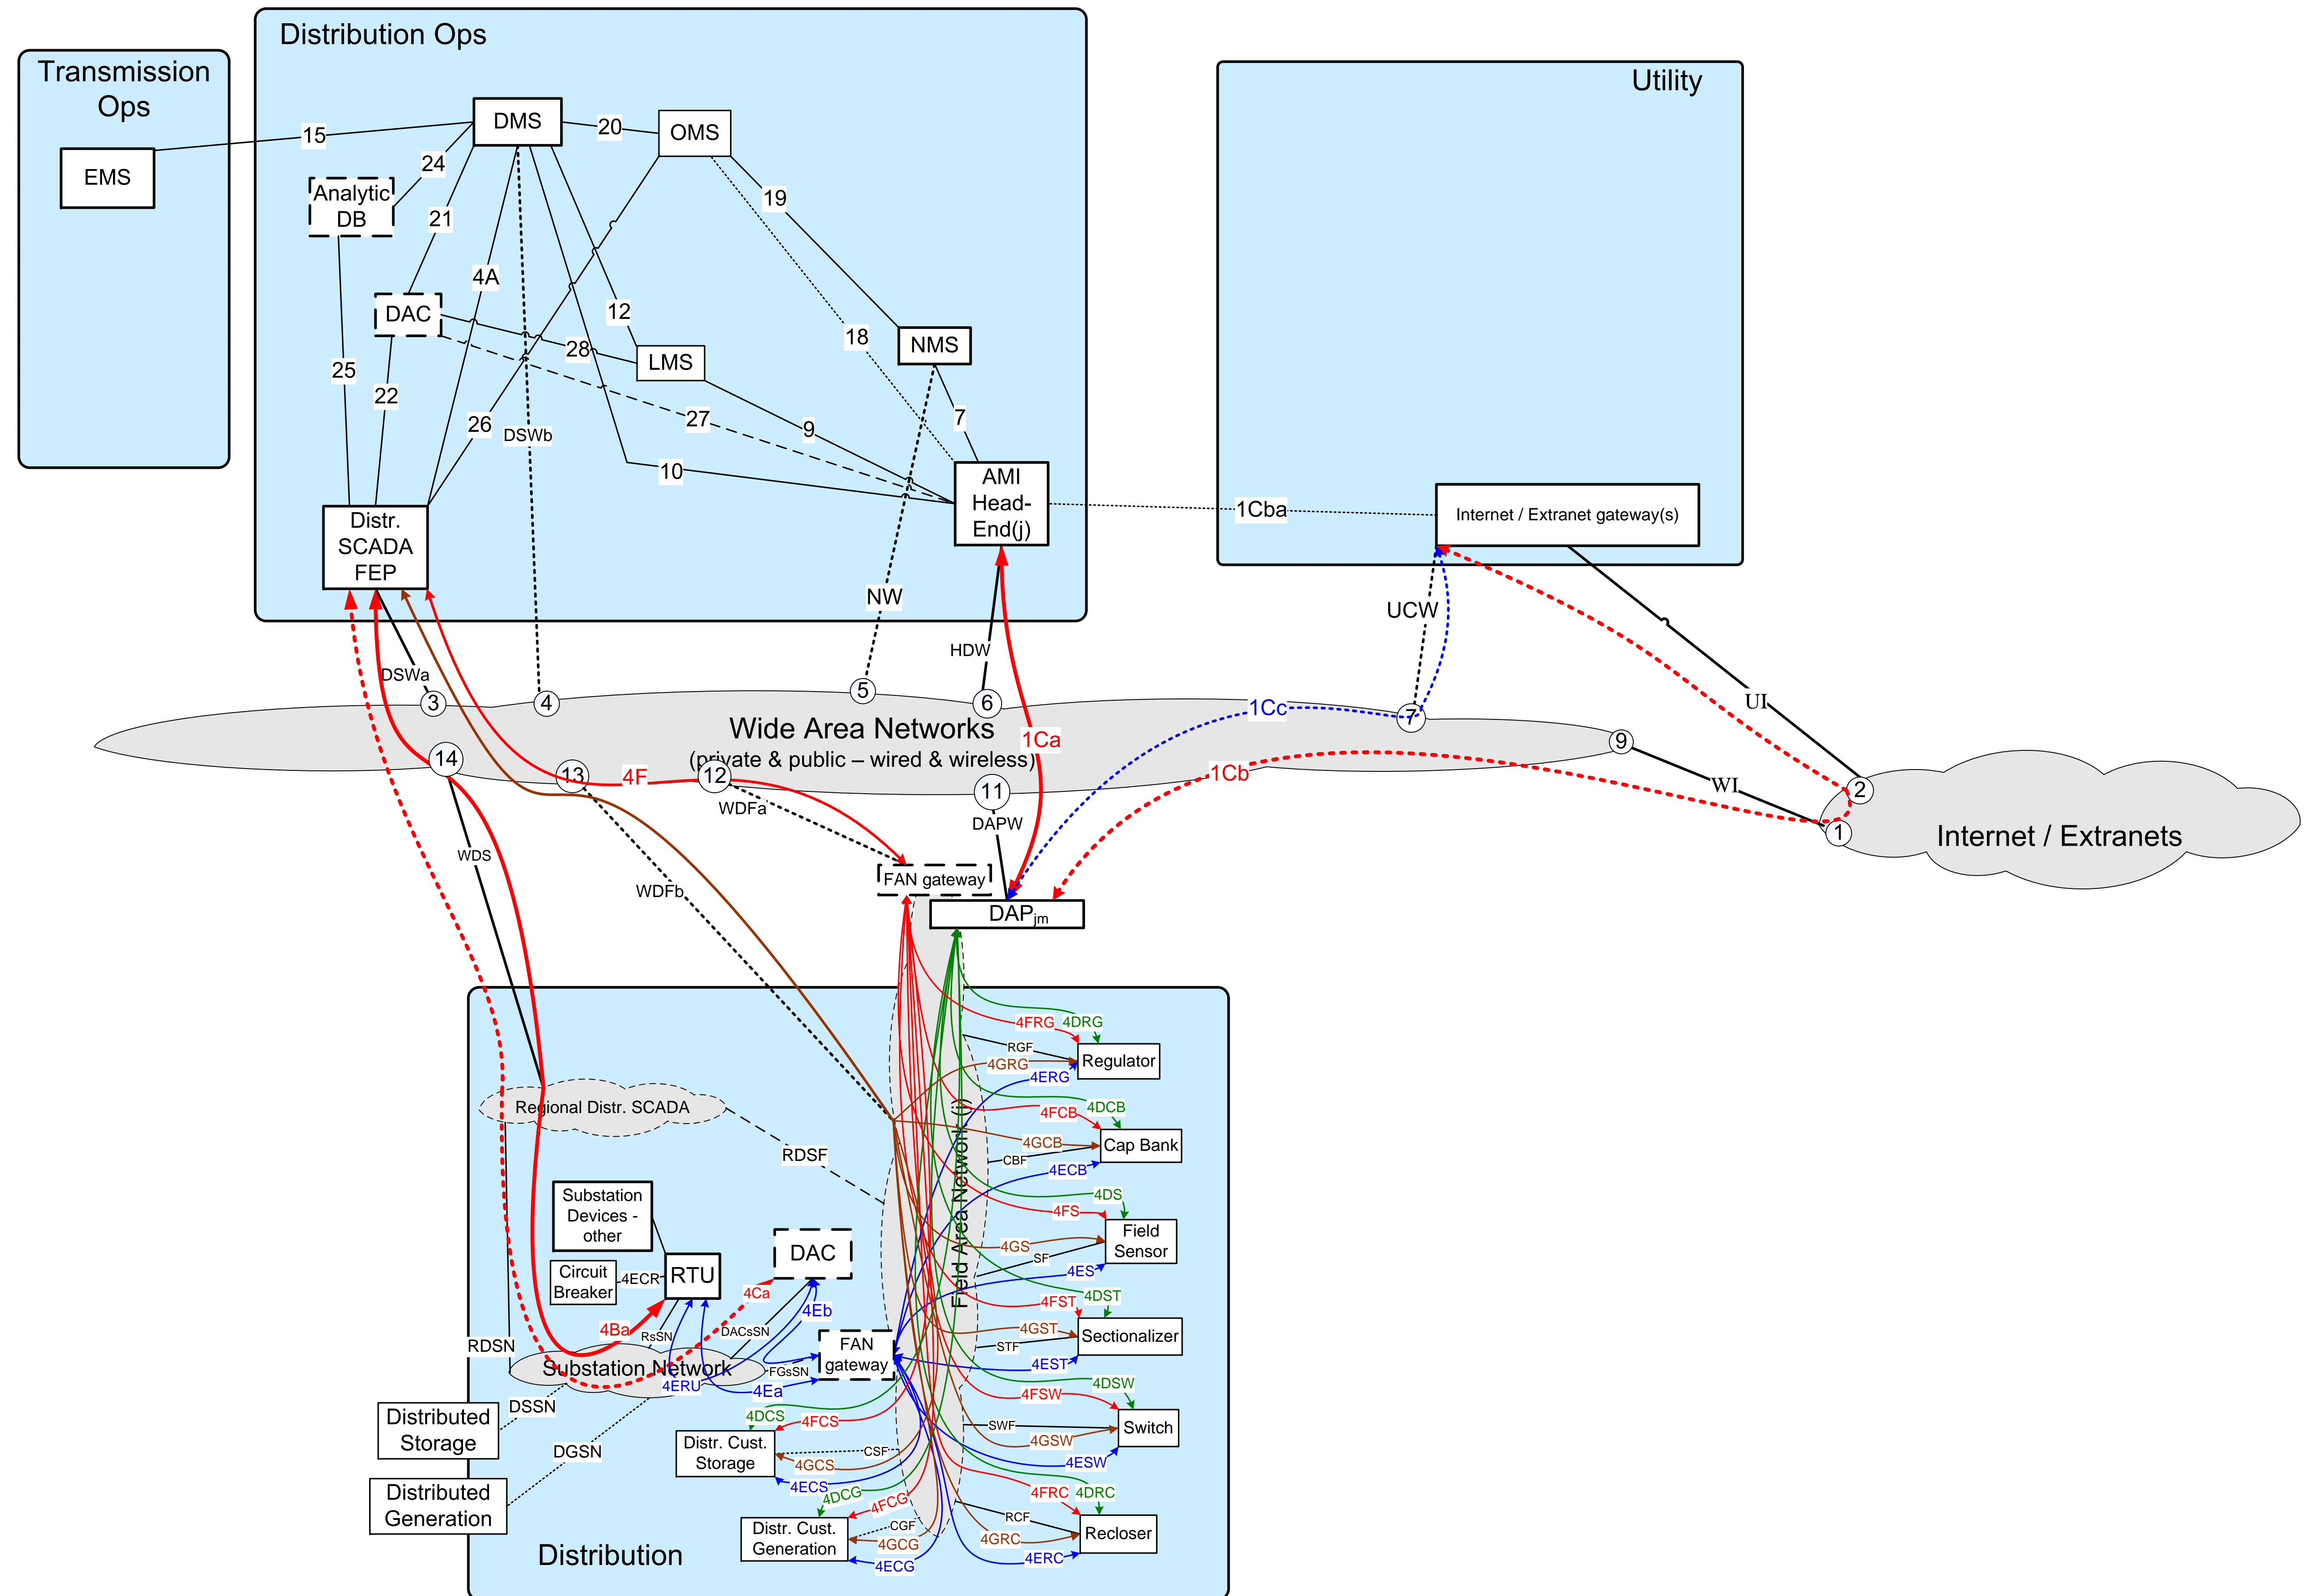 Distribution Ops
Transmission
Ops
Utility
DMS
OMS
EMS
Analytic
DB
DAC
LMS
NMS
AMI
Head-
End(j)
Distr.
SCADA
FEP
Internet / Extranet gateway(s)
15
20
24
21
19
4A
12
18
28
25
22
26
27
9
7
10
DSWb
1Cba
NW
UCW
HDW
DSWa
3
4
5
6
7
9
Wide Area Networks
(private & public – wired & wireless)
1Cc
1Ca
1Cb
4F
UI
WI
14
13
12
11
2
1
Internet / Extranets
WDFa
DAPW
WDS
WDFb
FAN gateway
DAPjm
4FRG
4DRG
RGF
4GRG
4ERG
Regulator
Regional Distr. SCADA
Field Area Network (j)
4DCB
4FCB
4GCB
CBF
4ECB
Cap Bank
RDSF
4DS
4FS
4GS
SF
4ES
Field
Sensor
Substation
Devices -
other
Circuit
Breaker
4ECR
RTU
DAC
4Ca
4Eb
4DST
4FST
4GST
STF
4EST
Sectionalizer
4Ba
RsSN
DACsSN
FAN
gateway
RDSN
Substation Network
FGsSN
4ERU
4Ea
4DSW
4FSW
SWF
4GSW
4ESW
Switch
DSSN
Distributed
Storage
DGSN
Distributed
Generation
4DCS
4FCS
Distr. Cust.
Storage
CSF
4GCS
4ECS
4DCG
4FCG
Distr. Cust.
Generation
CGF
4GCG
4ECG
4FRC
4DRC
RCF
4GRC
4ERC
Recloser
Distribution